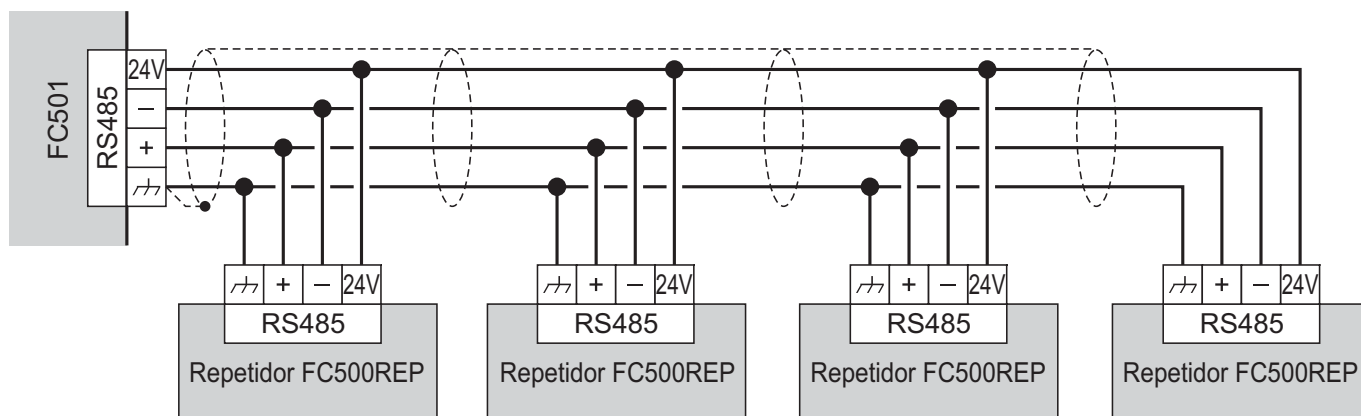 FC501
RS485
24V
–
+
+ – 24V
+ – 24V
+ – 24V
+ – 24V
RS485
RS485
RS485
RS485
Repetidor FC500REP
Repetidor FC500REP
Repetidor FC500REP
Repetidor FC500REP